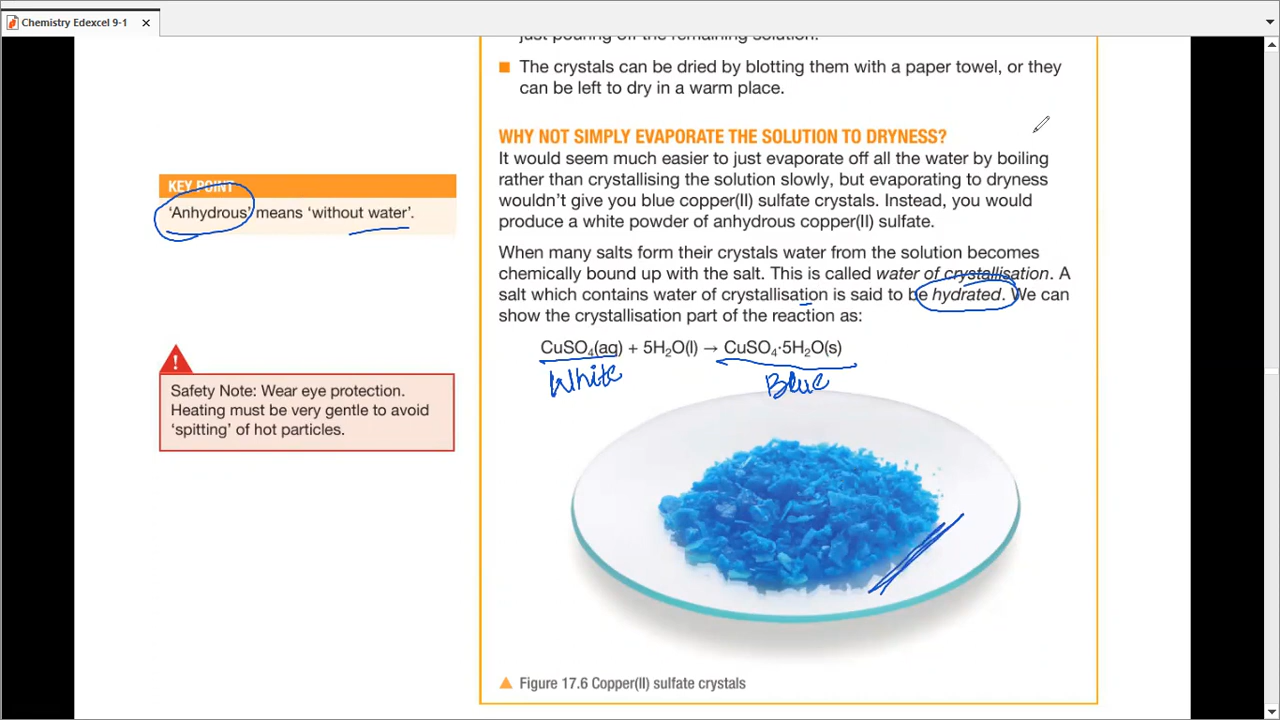 Chemistry Edexcel 9-1
just pouring off the remaining solution.
The crystals can be dried by blotting them with a paper towel, or they
can be left to dry in a warm place.
WHY NOT SIMPLY EVAPORATE THE SOLUTION TO DRYNESS?
It would seem much easier to just evaporate off all the water by boiling
rather than crystallising the solution slowly, but evaporating to dryness
wouldn't give you blue copper(II) sulfate crystals. Instead, you would
produce a white powder of anhydrous copper(II) sulfate.
KEY POINT
'Anhydrous' means 'without water'.
When many salts form their crystals water from the solution becomes
chemically bound up with the salt. This is called water of crystallisation. A
salt which contains water of crystallisation is said to be hydrated. We can
show the crystallisation part of the reaction as:
CuSO₄(aq) + 5H₂O(l) → CuSO₄·5H₂O(s)
White Blue
!
Safety Note: Wear eye protection.
Heating must be very gentle to avoid
'spitting' of hot particles.
Figure 17.6 Copper(II) sulfate crystals